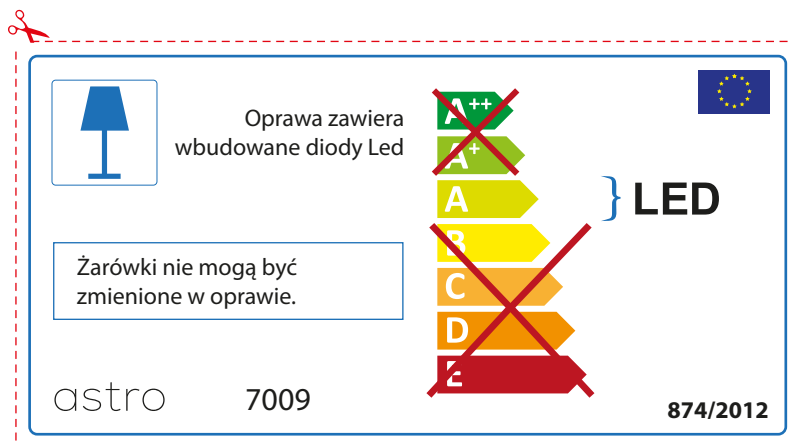 Oprawa zawiera
wbudowane diody Led
A++
A+
A
B
C
D
E
LED
Żarówki nie mogą być
zmienione w oprawie.
astro
7009
874/2012